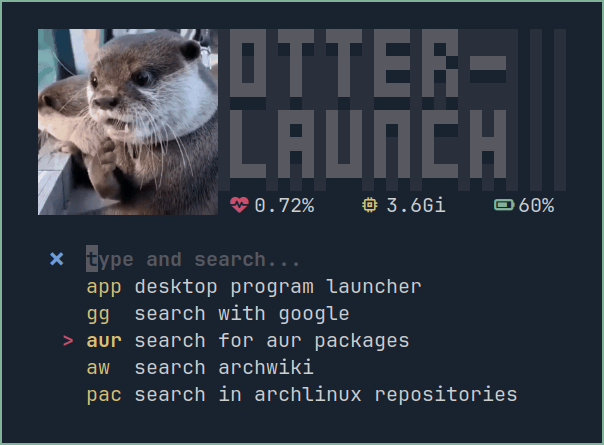 OTTER-
LAUNCH
0.72% 3.6Gi 60%
type and search...
app desktop program launcher
gg search with google
> aur search for aur packages
aw search archwiki
pac search in archlinux repositories